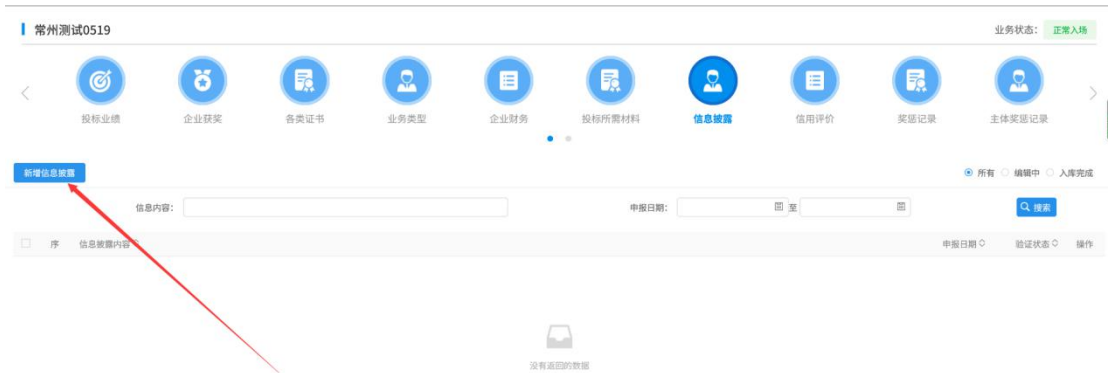 常州测试0519 业务状态: 正常入场
投标业绩 企业获奖 各类证书 业务类型 企业财务 投标所需材料 信息披露 信用评价 奖惩记录 主体奖惩记录
新增信息披露 所有 编辑中 入库完成
信息内容: 申报日期: 至 搜索
序 信息披露内容 申报日期 验证状态 操作
没有返回的数据